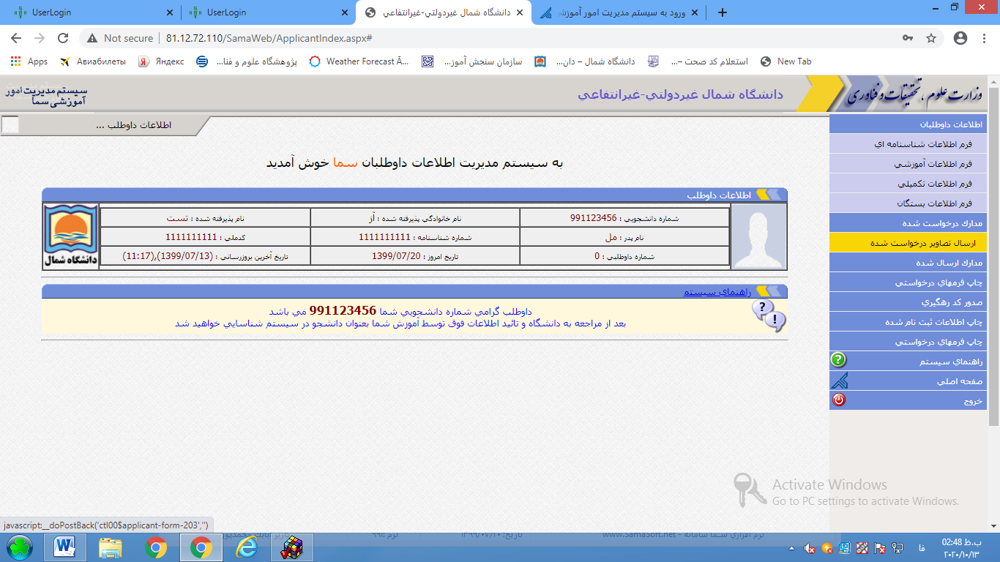 UserLogin
UserLogin
دانشگاه شمال غيردولتي-غيرانتفاعي
ورود به سیستم مدیریت امور آموزش
Not secure | 81.12.72.110/SamaWeb/ApplicantIndex.aspx#
Apps
Авиабилеты
Яндекс
پژوهشگاه علوم و فنا...
Weather Forecast Â...
سازمان سنجش آموز...
دانشگاه شمال – دان...
استعلام کد صحت –...
New Tab
وزارت علوم، تحقیقات و فناوری
دانشگاه شمال غيردولتي-غيرانتفاعي
سیستم مدیریت امور
آموزشی سما
اطلاعات داوطلب ...
اطلاعات داوطلبان
فرم اطلاعات شناسنامه اي
فرم اطلاعات آموزشي
فرم اطلاعات تكميلي
فرم اطلاعات بستگان
مدارك درخواست شده
ارسال تصاوير درخواست شده
مدارك ارسال شده
چاپ فرمهاي درخواستي
صدور كد رهگيري
چاپ اطلاعات ثبت نام شده
چاپ فرمهاي درخواستي
راهنماي سيستم
صفحه اصلي
خروج
به سیستم مدیریت اطلاعات داوطلبان سما خوش آمدید
اطلاعات داوطلب
شماره دانشجويي : 991123456
نام خانوادگي پذيرفته شده : آز
نام پذيرفته شده : تست
نام پدر : مل
شماره شناسنامه : 1111111111
كدملي : 1111111111
شماره داوطلبي : 0
تاريخ امروز : 1399/07/20
تاريخ آخرين بروزرساني : (1399/07/13),(11:17)
دانشگاه شمال
راهنماي سيستم
داوطلب گرامي شماره دانشجويي شما 991123456 مي باشد
بعد از مراجعه به دانشگاه و تائيد اطلاعات فوق توسط آموزش شما بعنوان دانشجو در سيستم شناسايي خواهيد شد
Activate Windows
Go to PC settings to activate Windows.
javascript:__doPostBack('ctl00$applicant-form-203','')
نرم افزاري سما سامانه - www.SamaSoft.net
تاريخ: ۱۳۹۹/۰۷/۲۰
ترم: ۹۹۱
فا
02:48 ب.ظ
۲۰۲۰/۱۰/۱۳